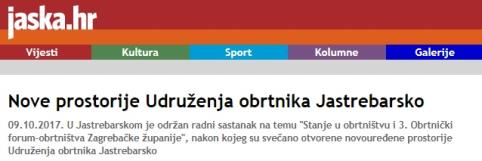 jaska.hr
Vijesti Kultura Sport Kolumne Galerije
Nove prostorije Udruženja obrtnika Jastrebarsko
09.10.2017. U Jastrebarskom je održan radni sastanak na temu "Stanje u obrtništvu i 3. Obrtnički
forum-obrtništva Zagrebačke županije", nakon kojeg su svečano otvorene novouređene prostorije
Udruženja obrtnika Jastrebarsko